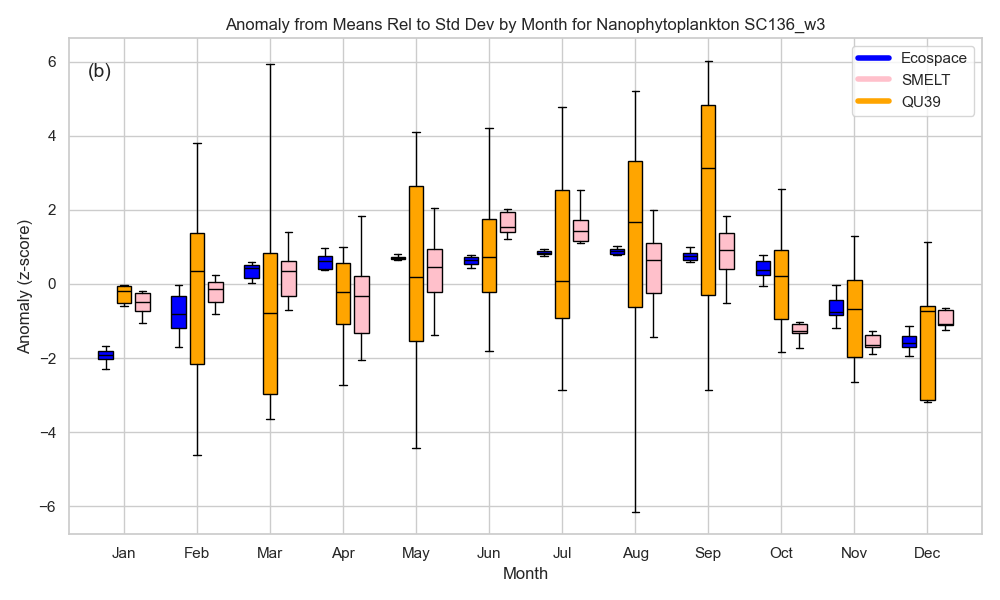 Anomaly from Means Rel to Std Dev by Month for Nanophytoplankton SC136_w3
(b)
Ecospace
SMELT
QU39
Anomaly (z-score)
6
4
2
0
−2
−4
−6
Jan Feb Mar Apr May Jun Jul Aug Sep Oct Nov Dec
Month